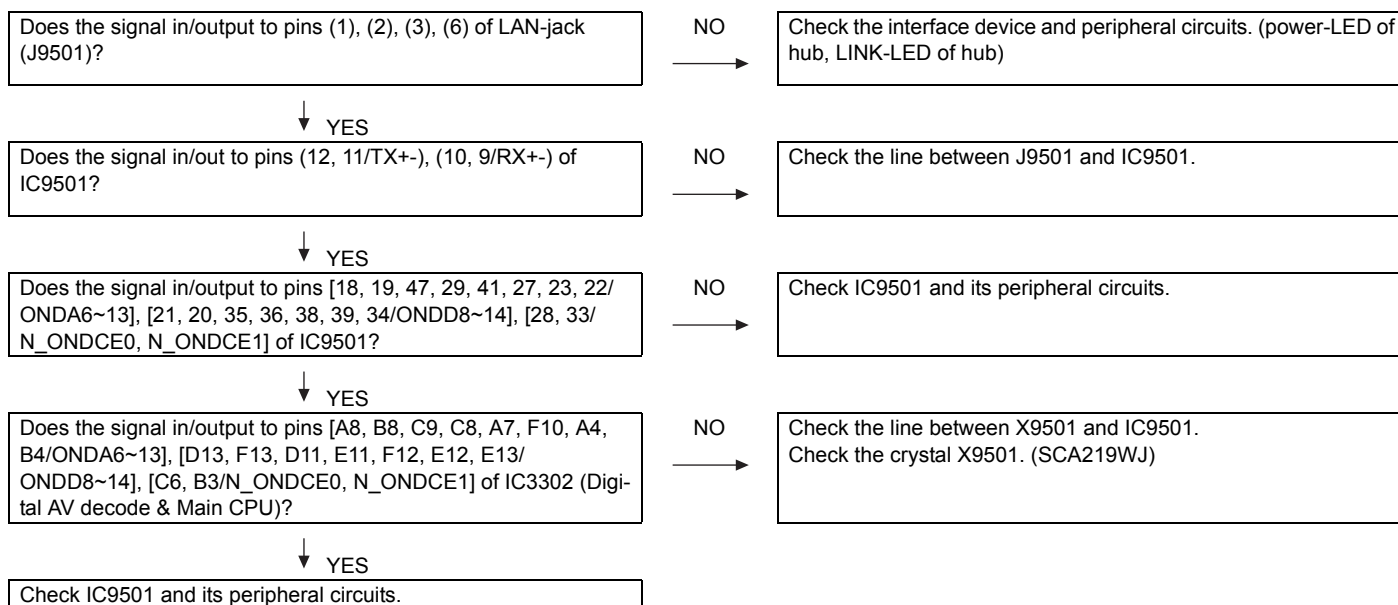 Does the signal in/output to pins (1), (2), (3), (6) of LAN-jack
(J9501)?
NO
Check the interface device and peripheral circuits. (power-LED of
hub, LINK-LED of hub)
YES
Does the signal in/out to pins (12, 11/TX+-), (10, 9/RX+-) of
IC9501?
NO
Check the line between J9501 and IC9501.
YES
Does the signal in/output to pins [18, 19, 47, 29, 41, 27, 23, 22/
ONDA6~13], [21, 20, 35, 36, 38, 39, 34/ONDD8~14], [28, 33/
N_ONDCE0, N_ONDCE1] of IC9501?
NO
Check IC9501 and its peripheral circuits.
YES
Does the signal in/output to pins [A8, B8, C9, C8, A7, F10, A4,
B4/ONDA6~13], [D13, F13, D11, E11, F12, E12, E13/
ONDD8~14], [C6, B3/N_ONDCE0, N_ONDCE1] of IC3302 (Digi-
tal AV decode & Main CPU)?
NO
Check the line between X9501 and IC9501.
Check the crystal X9501. (SCA219WJ)
YES
Check IC9501 and its peripheral circuits.